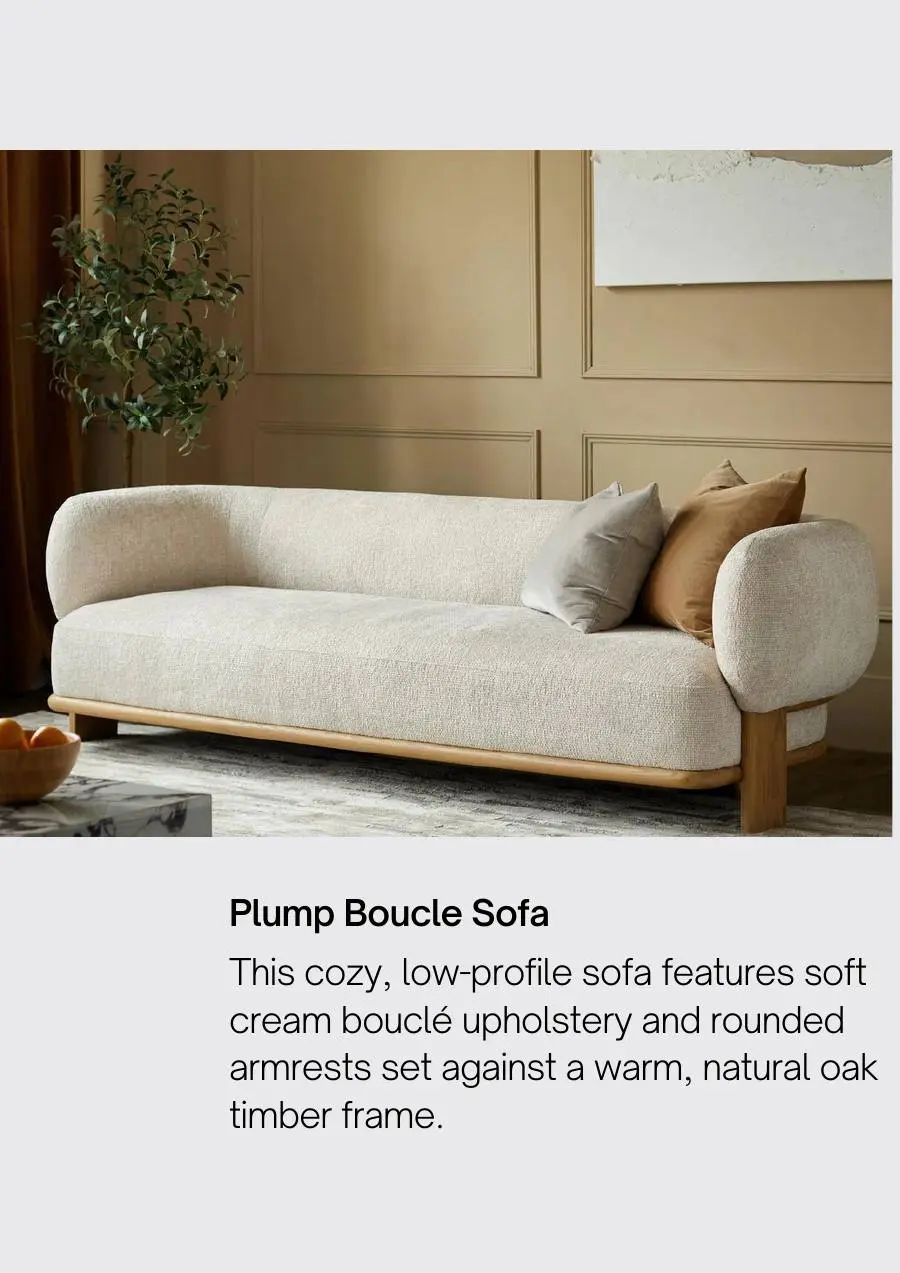 Plump Boucle Sofa
This cozy, low-profile sofa features soft
cream bouclé upholstery and rounded
armrests set against a warm, natural oak
timber frame.